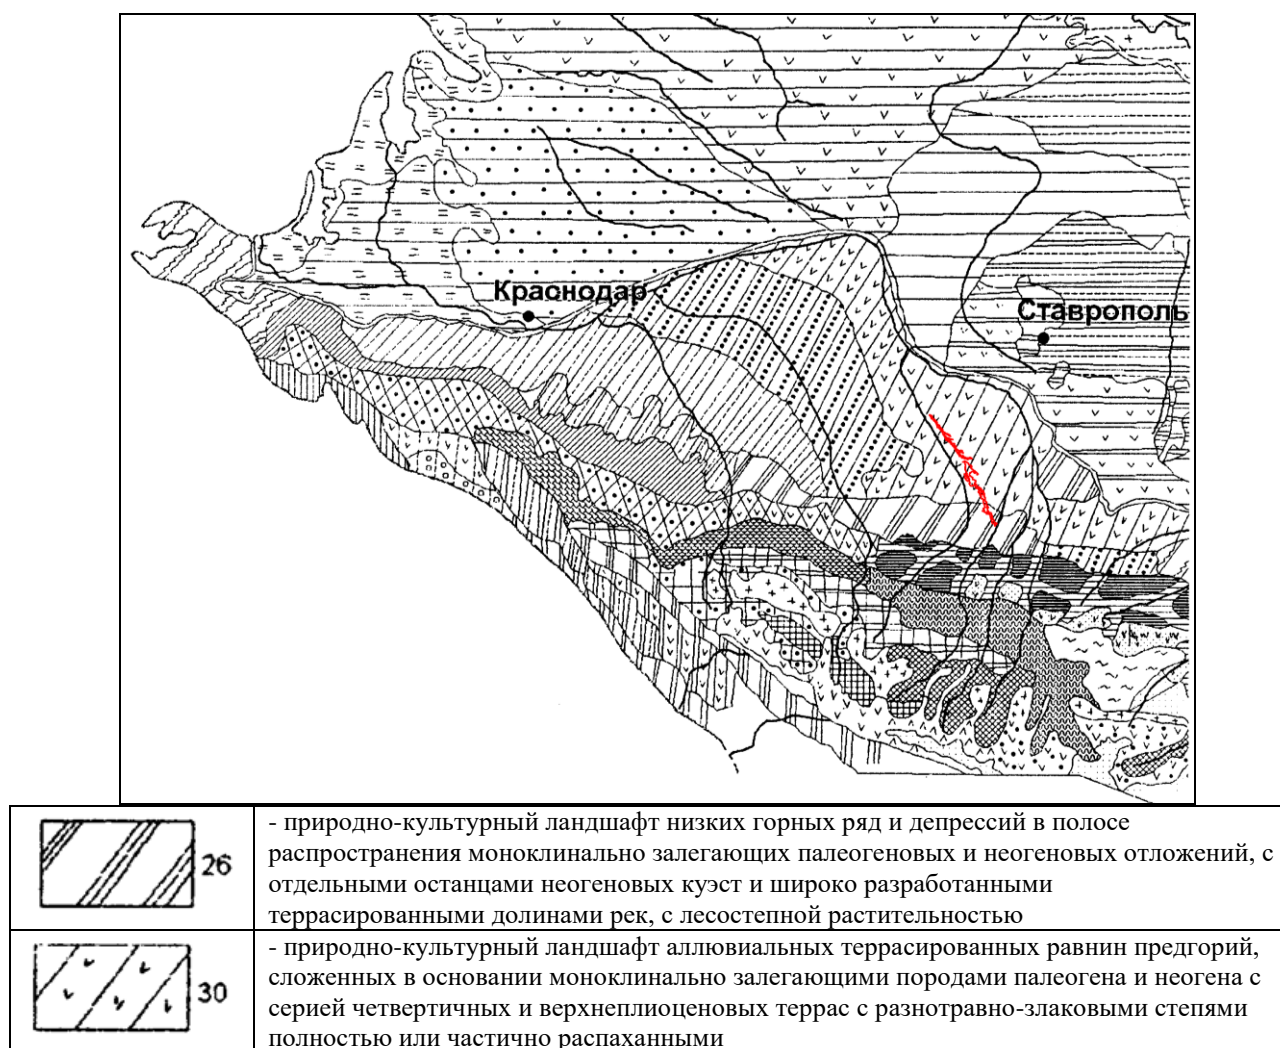 Краснодар
Ставрополь
26
- природно-культурный ландшафт низких горных ряд и депрессий в полосе
распространения моноклинально залегающих палеогеновых и неогеновых отложений, с
отдельными останцами неогеновых куэст и широко разработанными
террасированными долинами рек, с лесостепной растительностью
30
- природно-культурный ландшафт аллювиальных террасированных равнин предгорий,
сложенных в основании моноклинально залегающими породами палеогена и неогена с
серией четвертичных и верхнеплиоценовых террас с разнотравно-злаковыми степями
полностью или частично распаханными